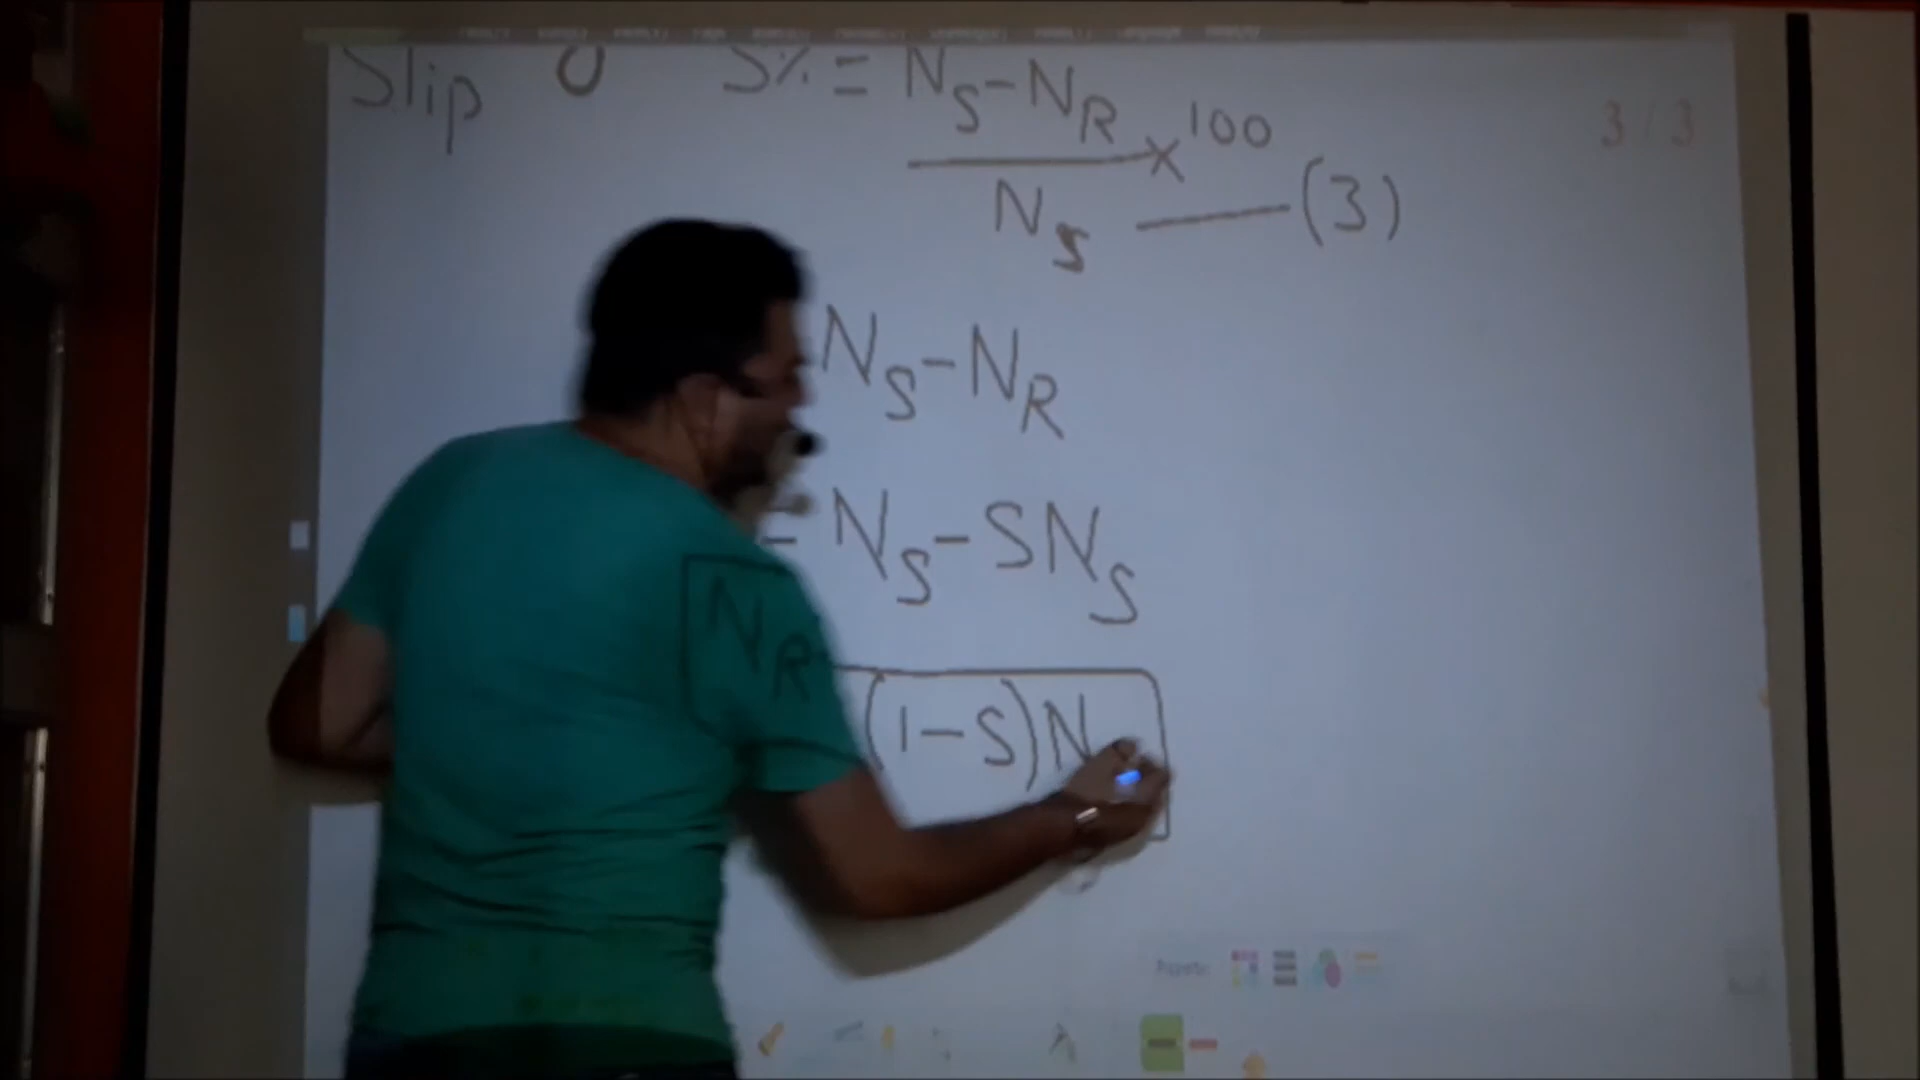 Slip S% = NS-NR
× 100
3/3
NS — (3)
NS-NR
= NS-SNS
NR (1-S)N